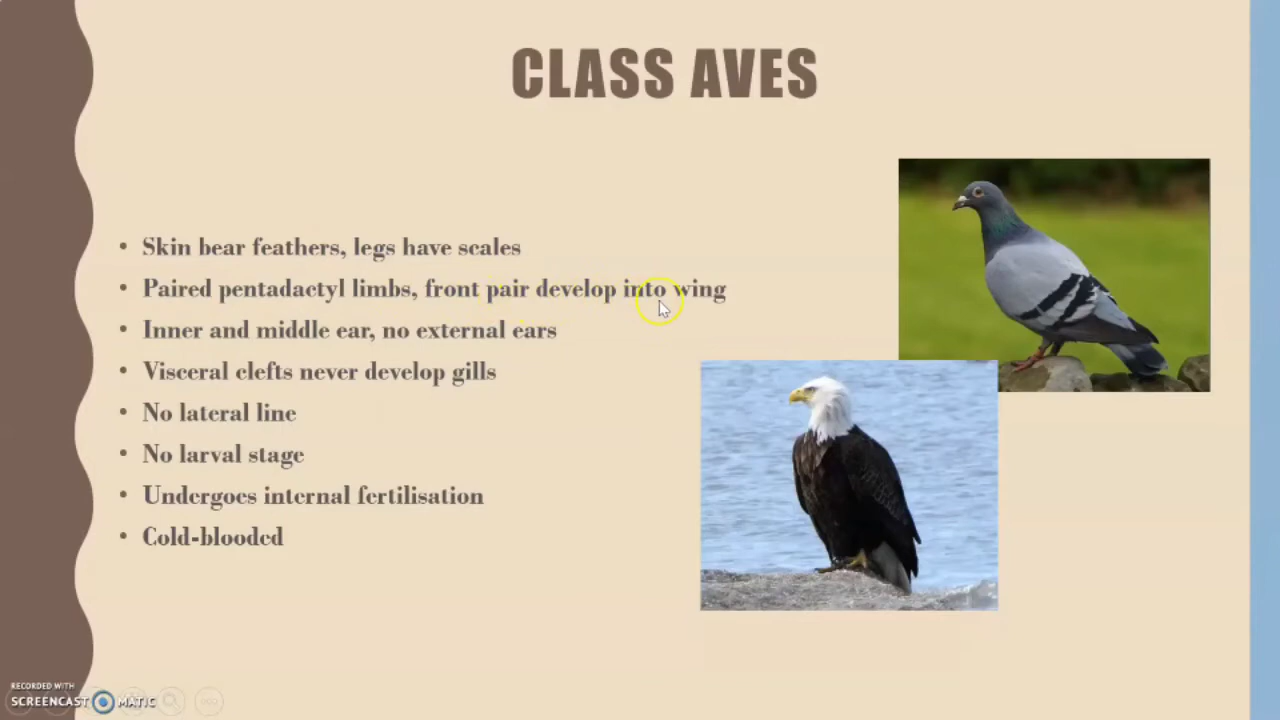 CLASS AVES
• Skin bear feathers, legs have scales
• Paired pentadactyl limbs, front pair develop into wing
• Inner and middle ear, no external ears
• Visceral clefts never develop gills
• No lateral line
• No larval stage
• Undergoes internal fertilisation
• Cold-blooded
RECORDED WITH
SCREENCAST MATIC